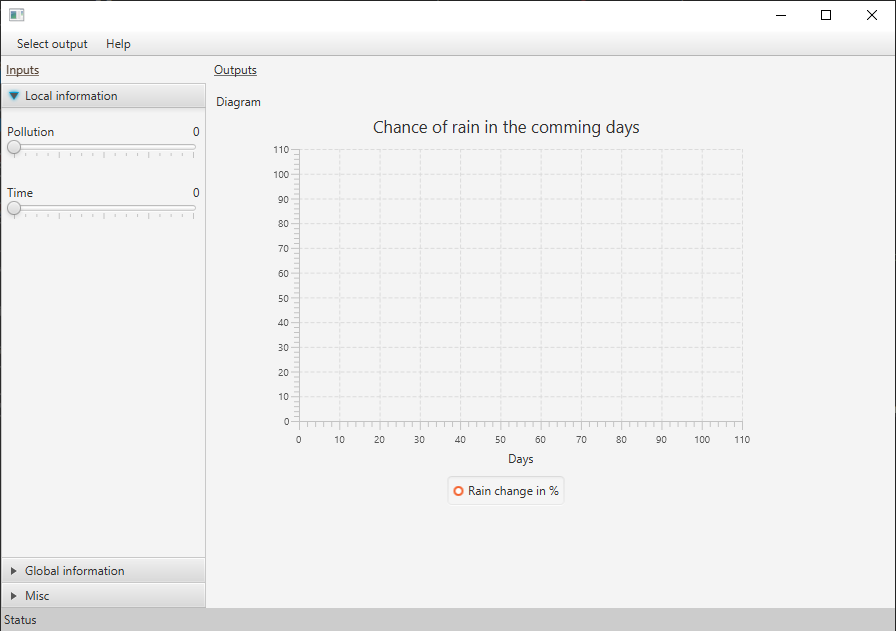 Select output Help
Inputs
Outputs
Local information
Diagram
Pollution 0
Time 0
Chance of rain in the comming days
110
100
90
80
70
60
50
40
30
20
10
0
0 10 20 30 40 50 60 70 80 90 100 110
Days
Rain change in %
Global information
Misc
Status